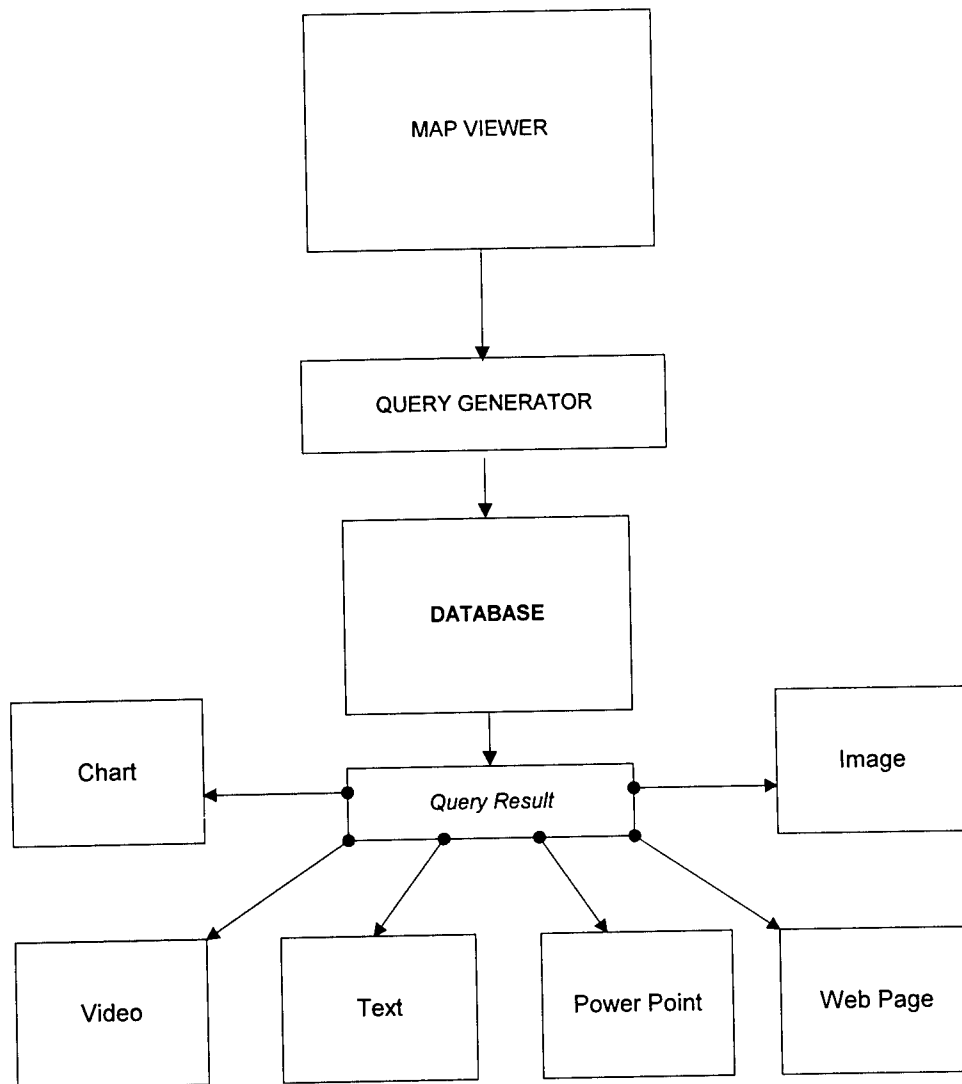 MAP VIEWER
QUERY GENERATOR
DATABASE
Chart
Image
Query Result
Video
Text
Power Point
Web Page